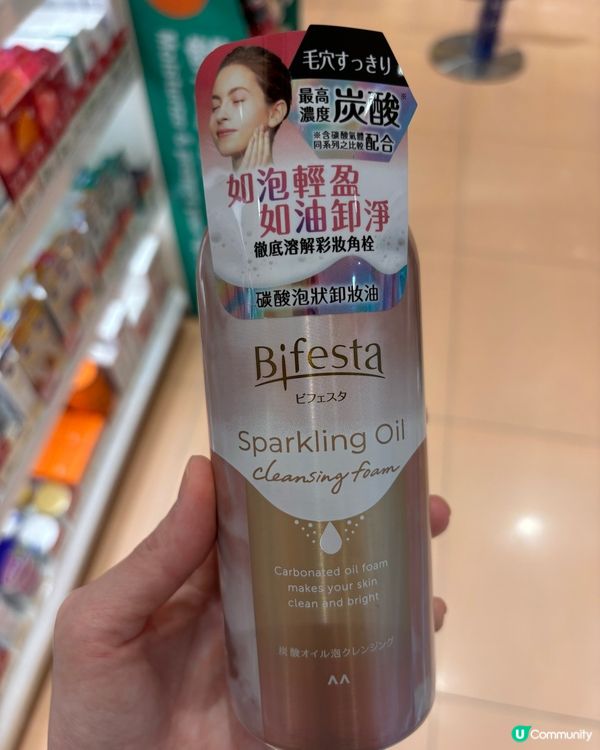 毛穴すっきり
最高
濃度
炭酸
※
※含碳酸氣體
同系列之比較
配合
如泡輕盈
如油卸淨
徹底溶解彩妝角栓
碳酸泡狀卸妝油
Bifesta
ビフェスタ
Sparkling Oil
cleansing foam
Carbonated oil foam
makes your skin
clean and bright
炭酸オイル泡クレンジング
U Community